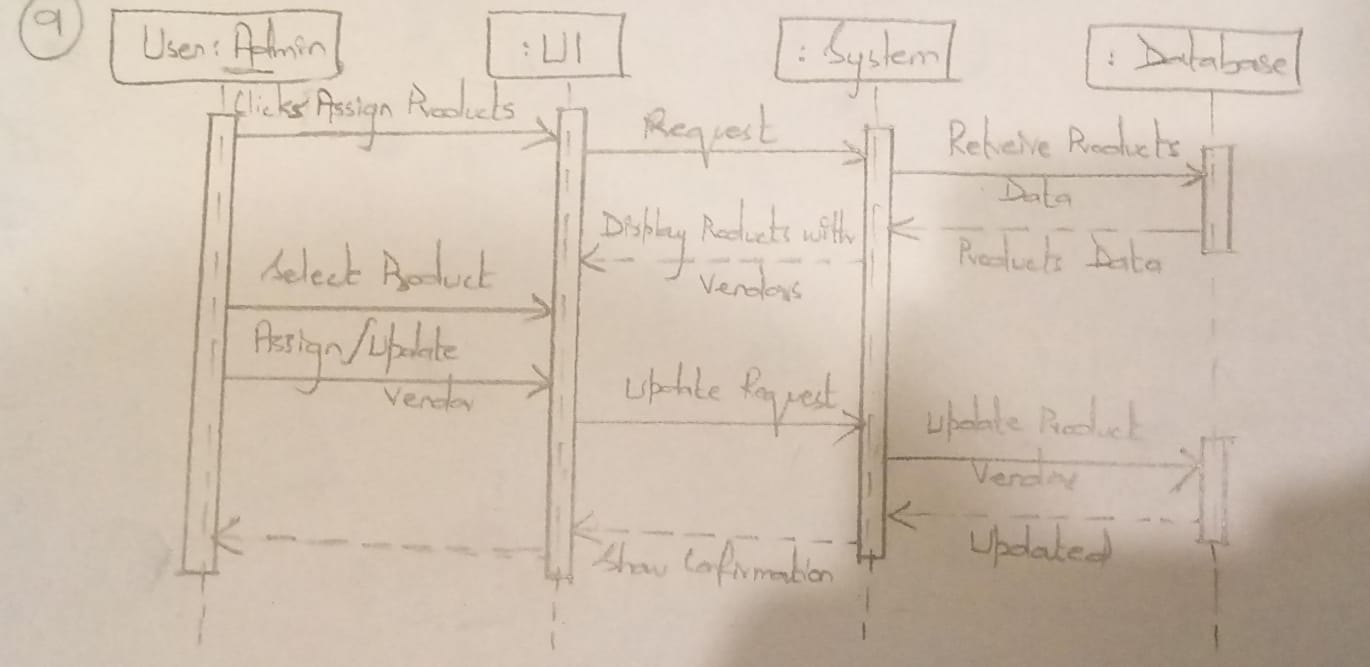 9
User: Admin
: UI
: System
: Database
Clicks Assign Products
Request
Retreive Products
Data
Products Data
Display Products with
Vendors
Select Product
Assign/Update
Vendor
Update Request
Update Product
Vendor
Updated
Show Confirmation